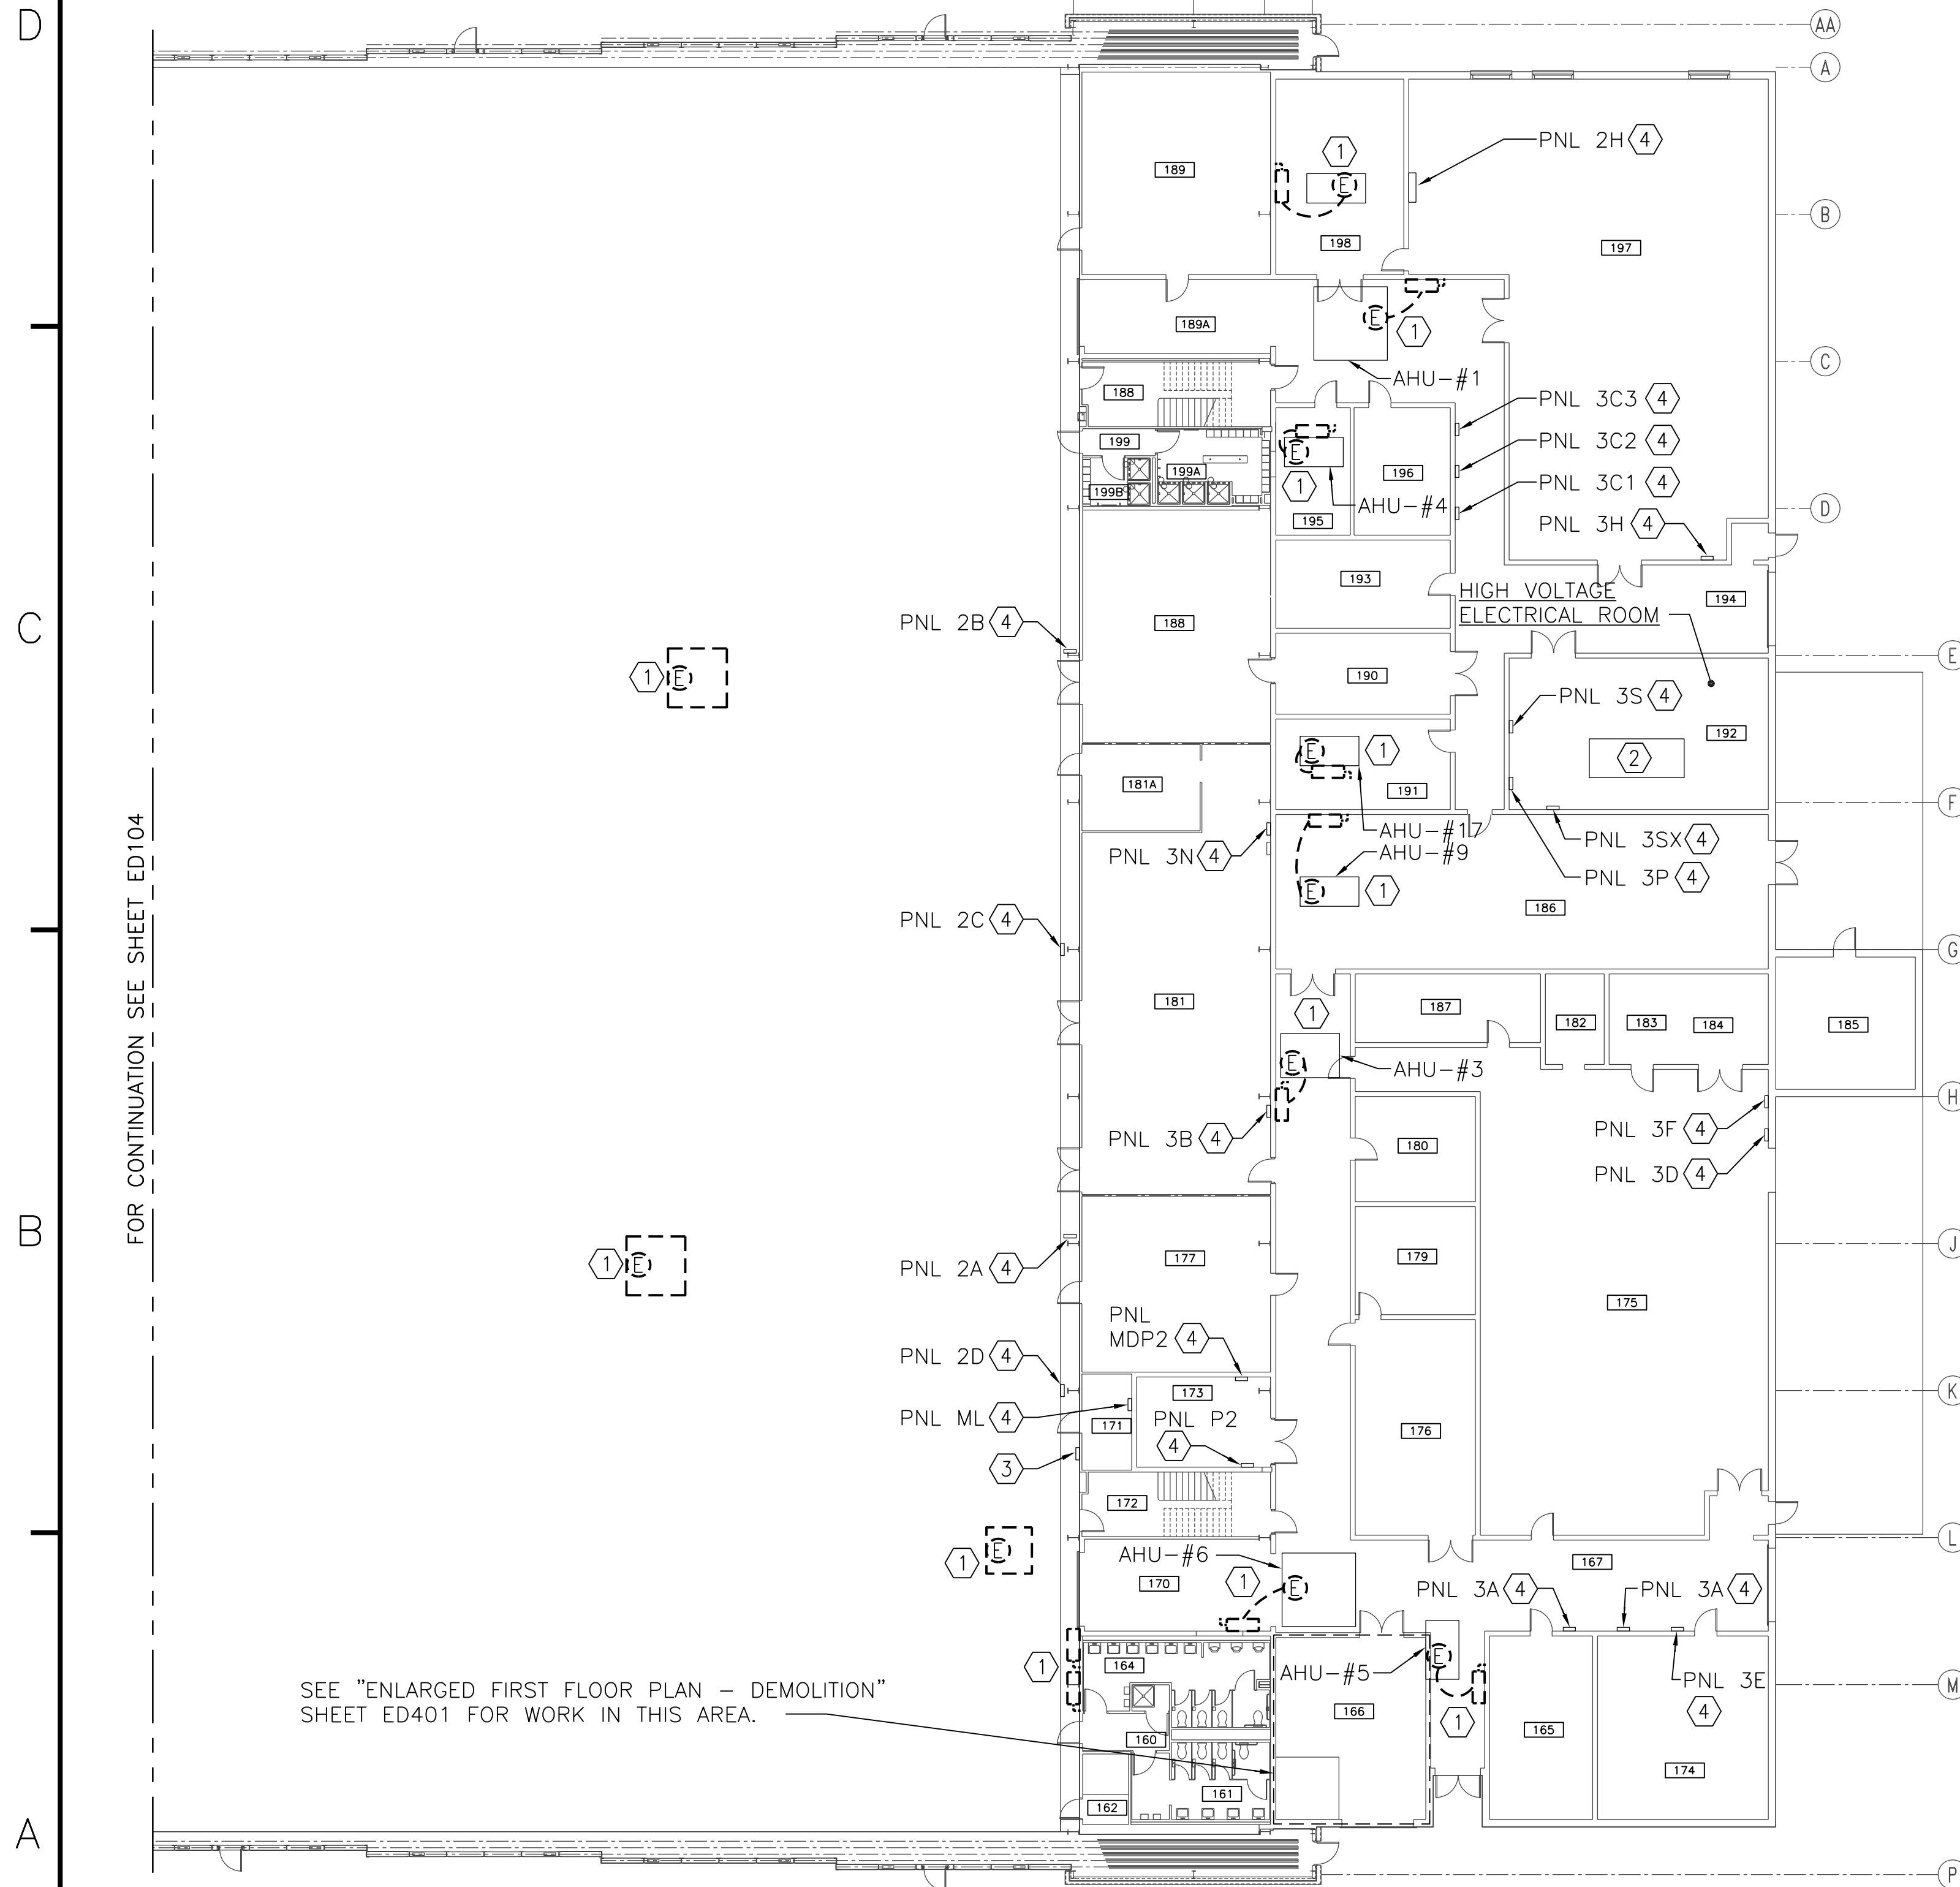 D
AA
A
PNL 2H 4
1
189
E
B
198
197
189A
E
1
C
AHU-#1
188
PNL 3C3 4
199
PNL 3C2 4
E
199A
196
PNL 3C1 4
199B
1
AHU-#4
D
195
PNL 3H 4
193
HIGH VOLTAGE
ELECTRICAL ROOM
194
C
PNL 2B 4
188
E
1
E
190
PNL 3S 4
192
E
1
2
181A
191
F
AHU-#17
PNL 3SX 4
PNL 3N 4
AHU-#9
PNL 3P 4
E
1
186
PNL 2C 4
G
FOR CONTINUATION SEE SHEET ED104
181
1
187
182
183
184
185
E
AHU-#3
H
PNL 3B 4
180
PNL 3F 4
PNL 3D 4
B
J
177
179
1
E
PNL 2A 4
175
PNL
MDP2 4
PNL 2D 4
173
K
PNL ML 4
171
PNL P2
4
176
3
172
L
1
E
AHU-#6
167
170
1
E
PNL 3A 4
PNL 3A 4
1
164
AHU-#5
E
PNL 3E
4
M
SEE "ENLARGED FIRST FLOOR PLAN – DEMOLITION"
SHEET ED401 FOR WORK IN THIS AREA.
166
1
165
160
174
161
162
A
P